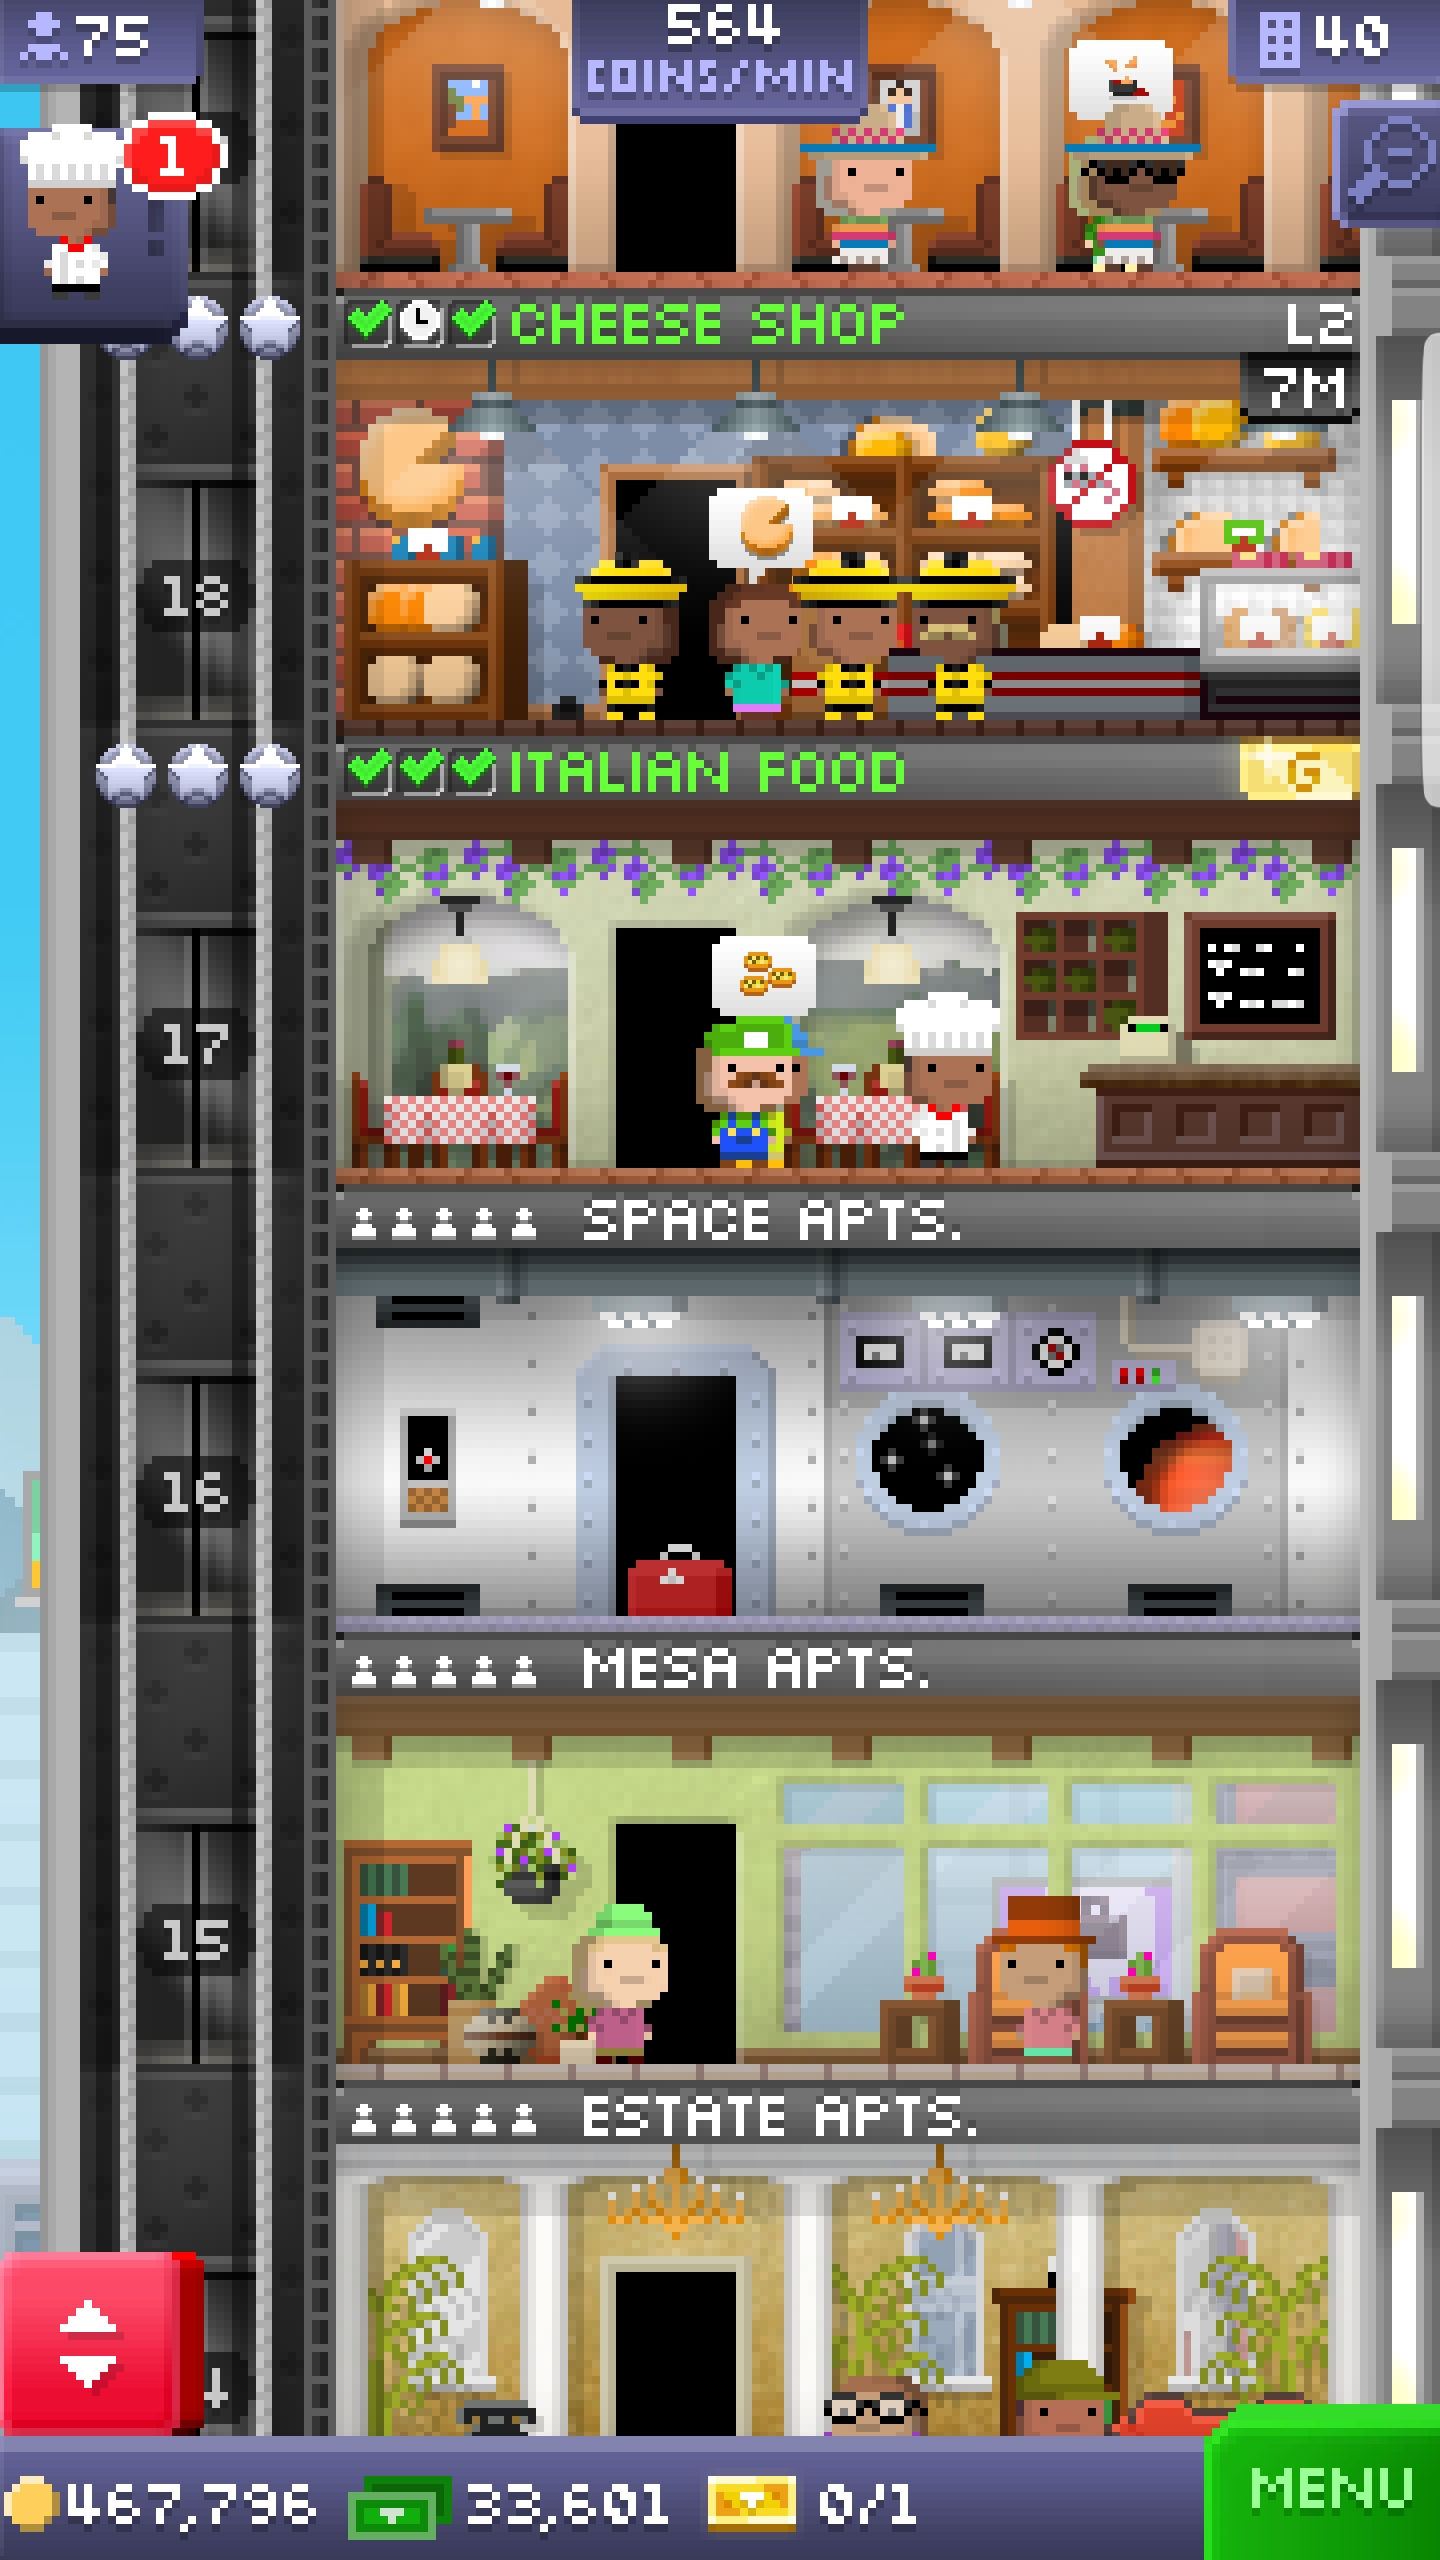 75
564
COINS/MIN
40
1
CHEESE SHOP
L2
7M
18
ITALIAN FOOD
G
17
SPACE APTS.
16
MESA APTS.
15
ESTATE APTS.
467,796
33,601
0/1
MENU